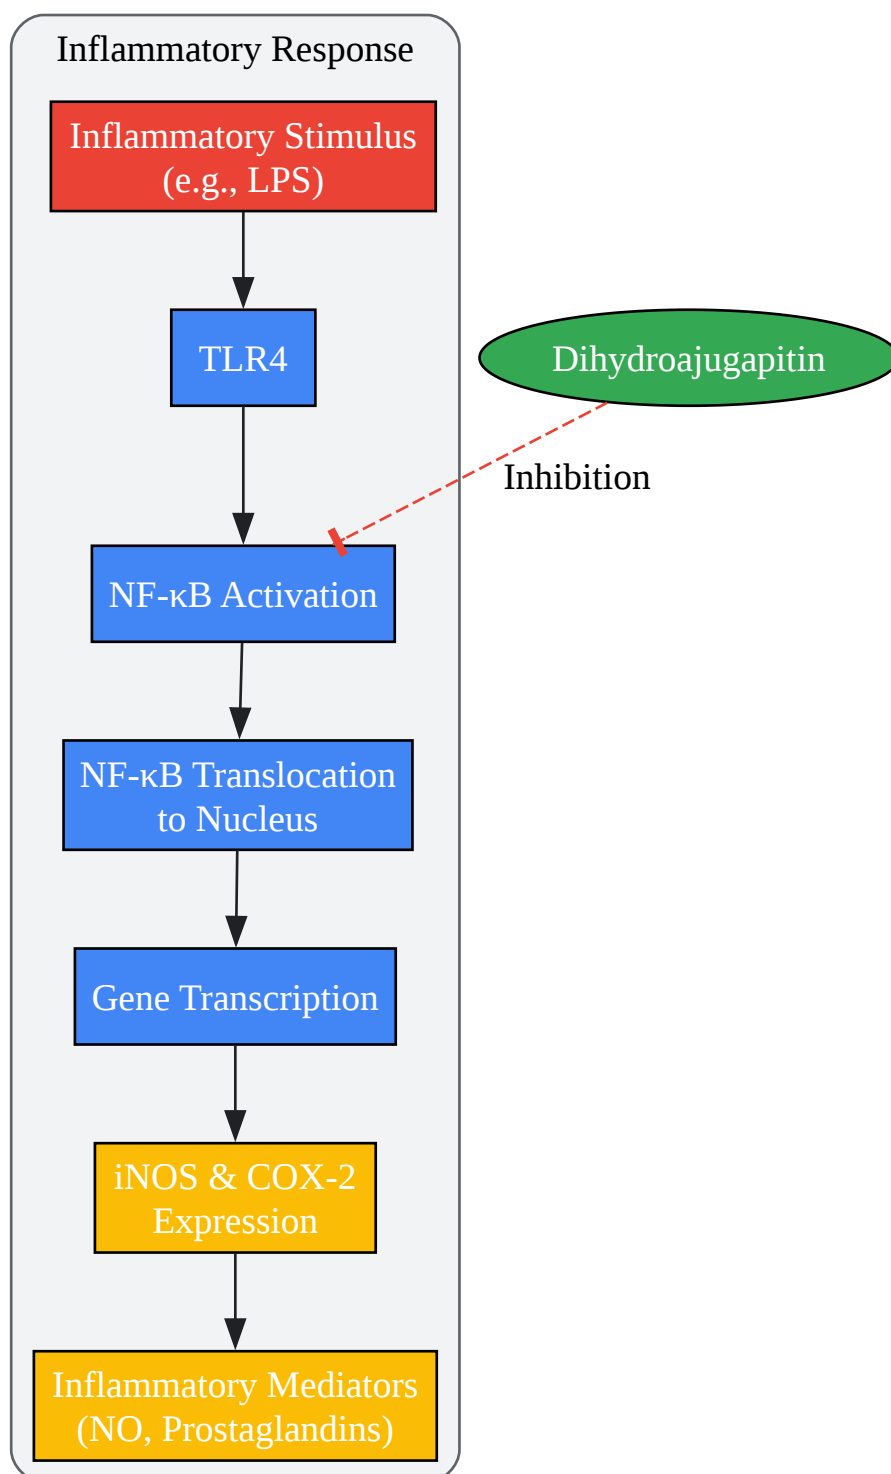 Inflammatory Response
Inflammatory Stimulus
(e.g., LPS)
TLR4
Dihydroajugapitin
Inhibition
NF-κB Activation
NF-κB Translocation
to Nucleus
Gene Transcription
iNOS & COX-2
Expression
Inflammatory Mediators
(NO, Prostaglandins)